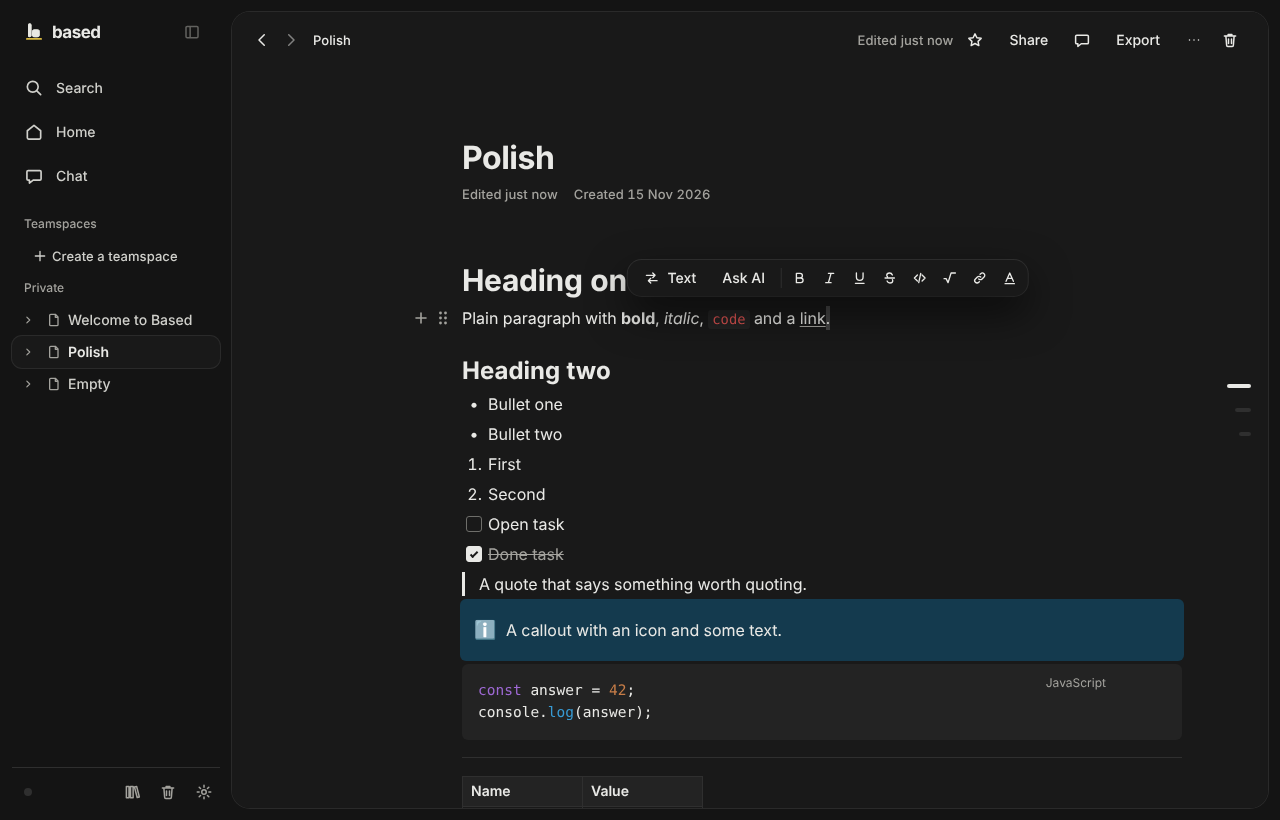 based
Search
Home
Chat
Teamspaces
Create a teamspace
Private
Welcome to Based
Polish
Empty
Polish
Edited just now
Share
Export
Polish
Edited just now Created 15 Nov 2026
Heading on
Text Ask AI B I U S A
Plain paragraph with bold, italic, code and a link.
Heading two
• Bullet one
• Bullet two
1. First
2. Second
Open task
Done task
A quote that says something worth quoting.
A callout with an icon and some text.
JavaScript
const answer = 42;
console.log(answer);
Name Value